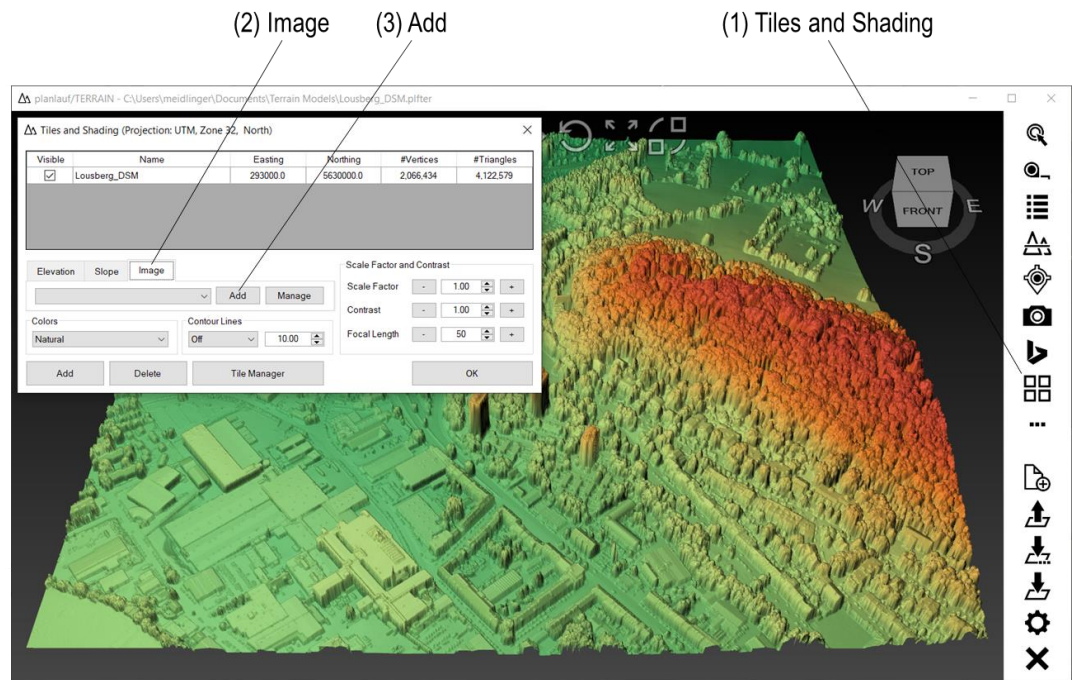 (2) Image (3) Add (1) Tiles and Shading
planlauf/TERRAIN - C:\Users\meidlinger\Documents\Terrain Models\Lousberg_DSM.plfter
Tiles and Shading (Projection: UTM, Zone 32, North)
Visible Name Easting Northing #Vertices #Triangles
Lousberg_DSM 293000.0 5630000.0 2,066,434 4,122,579
Elevation Slope Image
Add Manage
Colors Contour Lines
Natural Off 10.00
Scale Factor and Contrast
Scale Factor - 1.00 +
Contrast - 1.00 +
Focal Length - 50 +
Add Delete Tile Manager OK
TOP
W FRONT E
S